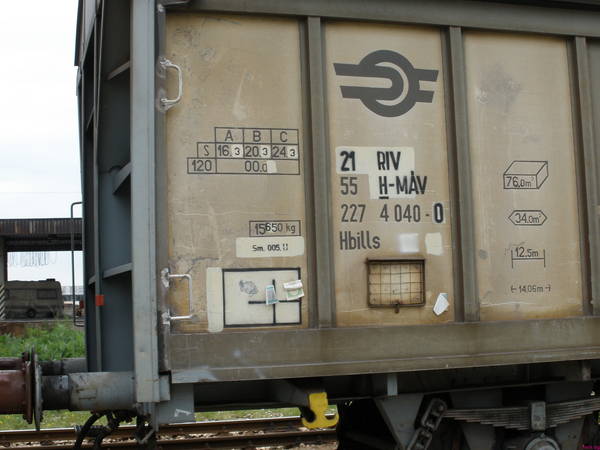 A B C
S 16.3 20.3 24.3
120 00.0
15650 kg
Sm. 005.11
21 RIV
55 H-MÁV
227 4 040-0
Hbills
76.0m³
34.0m²
12.5m
14.06m